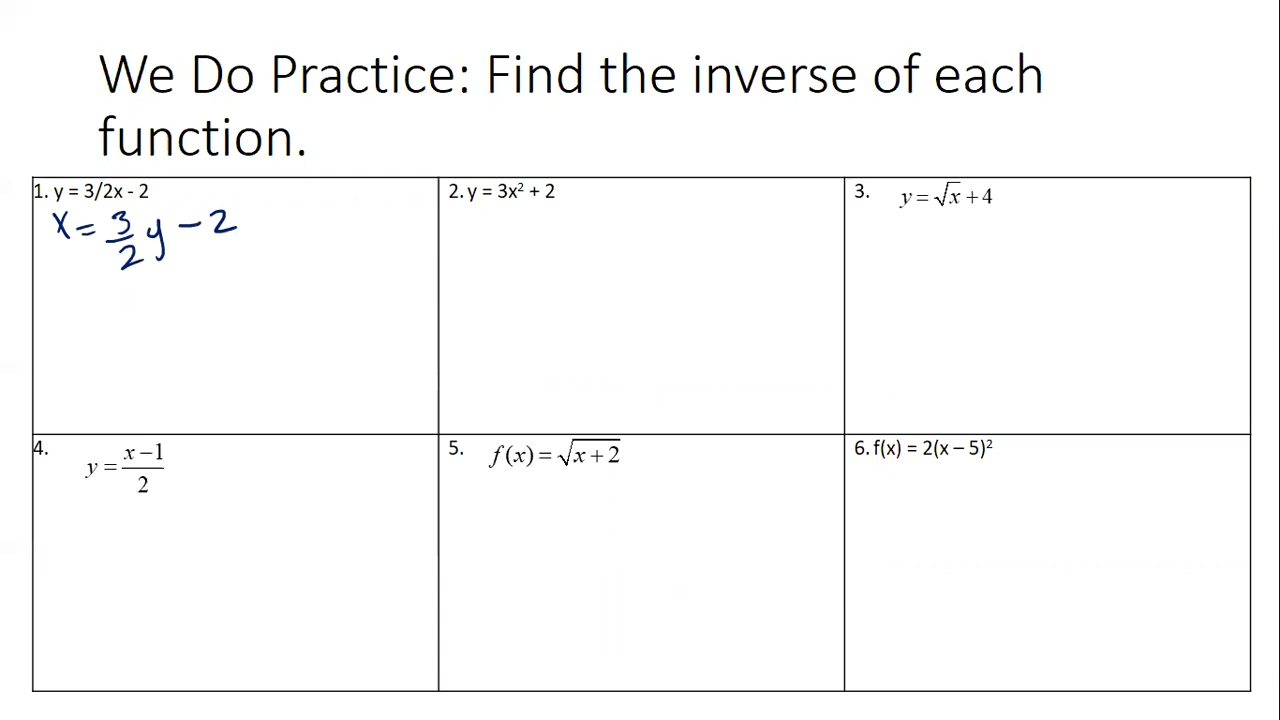 We Do Practice: Find the inverse of each
function.
1. y = 3/2x - 2
x = 3/2 y - 2
2. y = 3x² + 2
3. y = √x + 4
4. y = (x - 1)/2
5. f(x) = √(x + 2)
6. f(x) = 2(x – 5)²